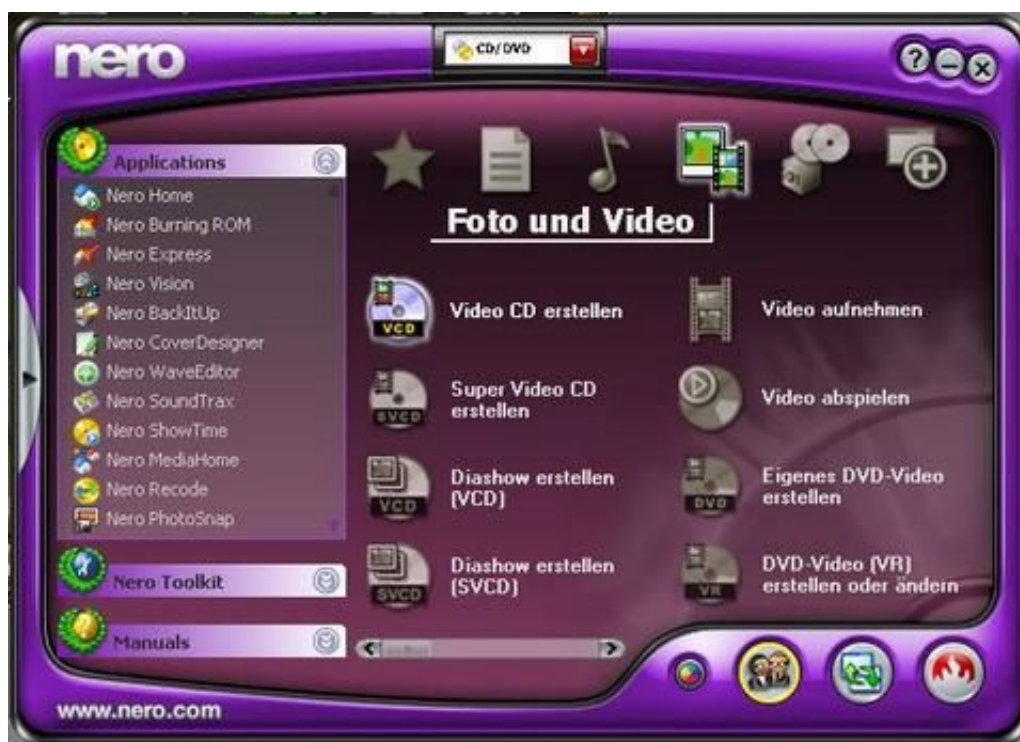 nero
CD/DVD
?
Applications
Nero Home
Nero Burning ROM
Nero Express
Nero Vision
Nero BackItUp
Nero CoverDesigner
Nero WaveEditor
Nero SoundTrax
Nero ShowTime
Nero MediaHome
Nero Recode
Nero PhotoSnap
Nero Toolkit
Manuals
Foto und Video
VCD
Video CD erstellen
SVCD
Super Video CD
erstellen
VCD
Diashow erstellen
(VCD)
SVCD
Diashow erstellen
(SVCD)
Video aufnehmen
Video abspielen
DVD
Eigenes DVD-Video
erstellen
VR
DVD-Video (VR)
erstellen oder ändern
www.nero.com